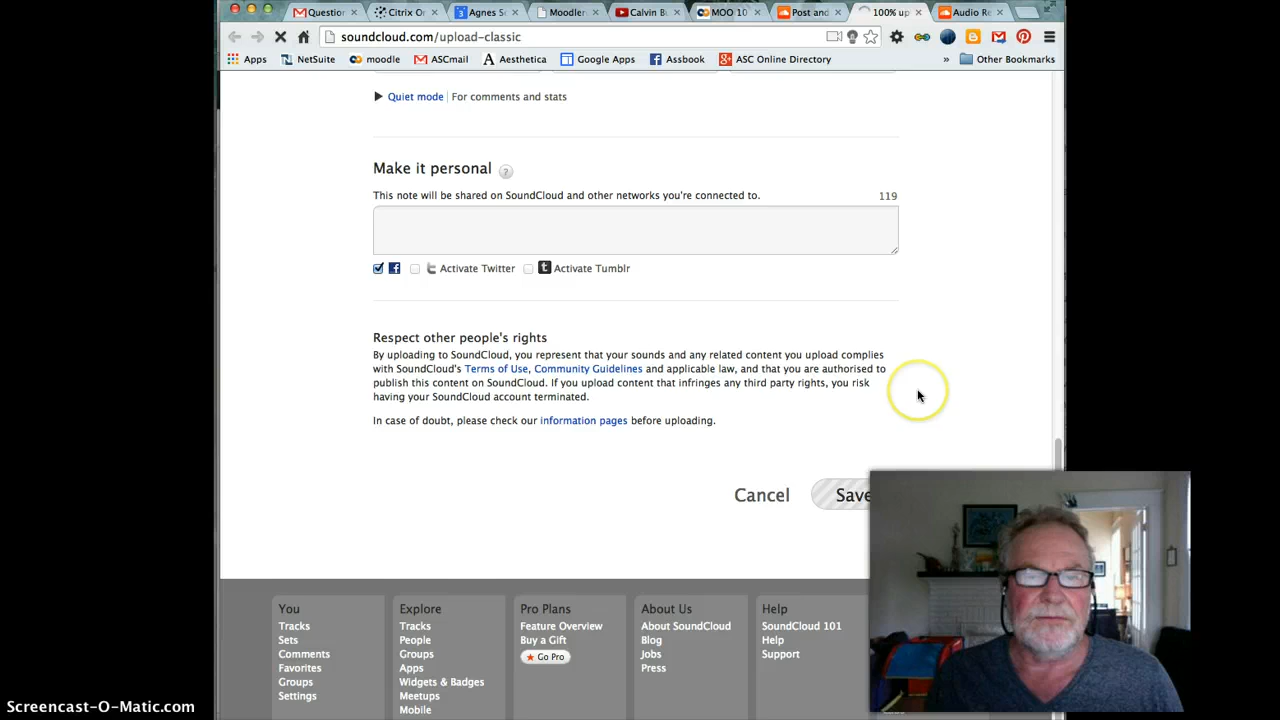 Question
Citrix On
Agnes S
Moodler
Calvin B
MOO 10
Post and
100% up
Audio Re
soundcloud.com/upload-classic
Apps
NetSuite
moodle
ASCmail
Aesthetica
Google Apps
Assbook
ASC Online Directory
»
Other Bookmarks
Quiet mode | For comments and stats
Make it personal ?
This note will be shared on SoundCloud and other networks you're connected to. 119
Activate Twitter Activate Tumblr
Respect other people's rights
By uploading to SoundCloud, you represent that your sounds and any related content you upload complies
with SoundCloud's Terms of Use, Community Guidelines and applicable law, and that you are authorised to
publish this content on SoundCloud. If you upload content that infringes any third party rights, you risk
having your SoundCloud account terminated.
In case of doubt, please check our information pages before uploading.
Cancel Save
You
Tracks
Sets
Comments
Favorites
Groups
Settings
Explore
Tracks
People
Groups
Apps
Widgets & Badges
Meetups
Mobile
Pro Plans
Feature Overview
Buy a Gift
Go Pro
About Us
About SoundCloud
Blog
Jobs
Press
Help
SoundCloud 101
Help
Support
Screencast-O-Matic.com